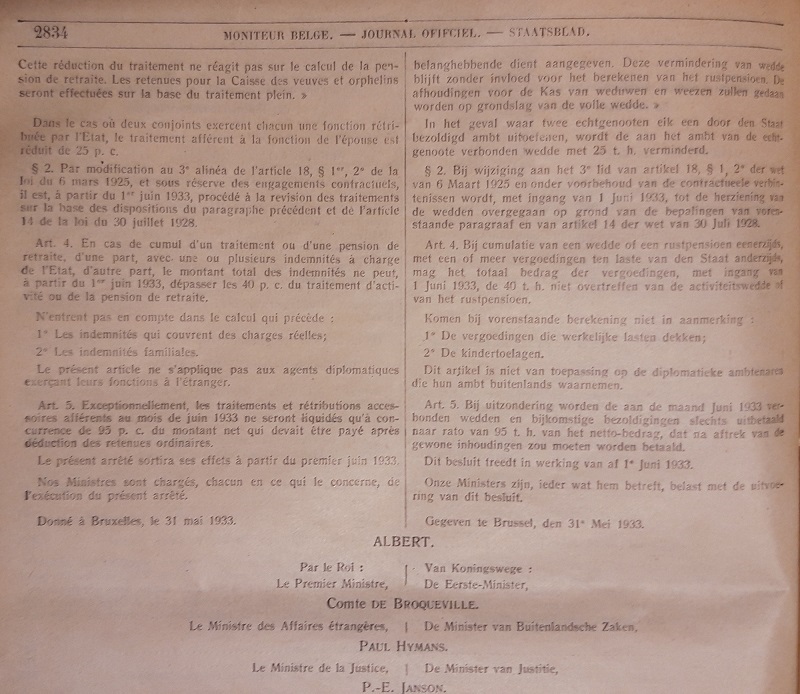 2834
MONITEUR BELGE. — JOURNAL OFIFCIEL. — STAATSBLAD.
Cette réduction du traitement ne réagit pas sur le calcul de la pen-
sion de retraite. Les retenues pour la Caisse des veuves et orphelins
seront effectuées sur la base du traitement plein. »
Dans le cas où deux conjoints exercent chacun une fonction rétri-
buée par l'Etat, le traitement afférent à la fonction de l'épouse est
réduit de 25 p. c.
§ 2. Par modification au 3° alinéa de l'article 18, § 1er, 2° de la
loi du 6 mars 1925, et sous réserve des engagements contractuels,
il est, à partir du 1er juin 1933, procédé à la revision des traitements
sur la base des dispositions du paragraphe précédent et de l'article
14 de la loi du 30 juillet 1928.
Art. 4. En cas de cumul d'un traitement ou d'une pension de
retraite, d'une part, avec une ou plusieurs indemnités à charge
de l'Etat, d'autre part, le montant total des indemnités ne peut,
à partir du 1er juin 1933, dépasser les 40 p. c. du traitement d'acti-
vité ou de la pension de retraite.
N'entrent pas en compte dans le calcul qui précède :
1° Les indemnités qui couvrent des charges réelles;
2° Les indemnités familiales.
Le présent article ne s'applique pas aux agents diplomatiques
exerçant leurs fonctions à l'étranger.
Art. 5. Exceptionnellement, les traitements et rétributions acces-
soires afférents au mois de juin 1933 ne seront liquidés qu'à con-
currence de 95 p. c. du montant net qui devait être payé après
déduction des retenues ordinaires.
Le présent arrêté sortira ses effets à partir du premier juin 1933.
Nos Ministres sont chargés, chacun en ce qui le concerne, de
l'exécution du présent arrêté.
Donné à Bruxelles, le 31 mai 1933.
belanghebbende dient aangegeven. Deze vermindering van wedde
blijft zonder invloed voor het berekenen van het rustpensioen. De
afhoudingen voor de Kas van weduwen en weezen zullen gedaan
worden op grondslag van de volle wedde. »
In het geval waar twee echtgenooten elk een door den Staat
bezoldigd ambt uitoefenen, wordt de aan het ambt van de echt-
genoote verbonden wedde met 25 t. h. verminderd.
§ 2. Bij wijziging aan het 3e lid van artikel 18, § 1, 2° der wet
van 6 Maart 1925 en onder voorbehoud van de contractueele verbin-
tenissen wordt, met ingang van 1 Juni 1933, tot de herziening van
de wedden overgegaan op grond van de bepalingen van voren-
staande paragraaf en van artikel 14 der wet van 30 Juli 1928.
Art. 4. Bij cumulatie van een wedde of een rustpensioen eenerzijds,
met een of meer vergoedingen ten laste van den Staat anderzijds,
mag het totaal bedrag der vergoedingen, met ingang van
1 Juni 1933, de 40 t. h. niet overtreffen van de activiteitswedde of
van het rustpensioen.
Komen bij vorenstaande berekening niet in aanmerking :
1° De vergoedingen die werkelijke lasten dekken;
2° De kindertoelagen.
Dit artikel is niet van toepassing op de diplomatieke ambtenaren
die hun ambt buitenlands waarnemen.
Art. 5. Bij uitzondering worden de aan de maand Juni 1933 ver-
bonden wedden en bijkomstige bezoldigingen slechts uitbetaald
naar rato van 95 t. h. van het netto-bedrag, dat na aftrek van de
gewone inhoudingen zou moeten worden betaald.
Dit besluit treedt in werking van af 1e Juni 1933.
Onze Ministers zijn, ieder wat hem betreft, belast met de uitvoe-
ring van dit besluit.
Gegeven te Brussel, den 31e Mei 1933.
ALBERT.
Par le Roi : Van Koningswege :
Le Premier Ministre, De Eerste-Minister,
Comte DE BROQUEVILLE.
Le Ministre des Affaires étrangères, De Minister van Buitenlandsche Zaken,
PAUL HYMANS.
Le Ministre de la Justice, De Minister van Justitie,
P.-E. JANSON.